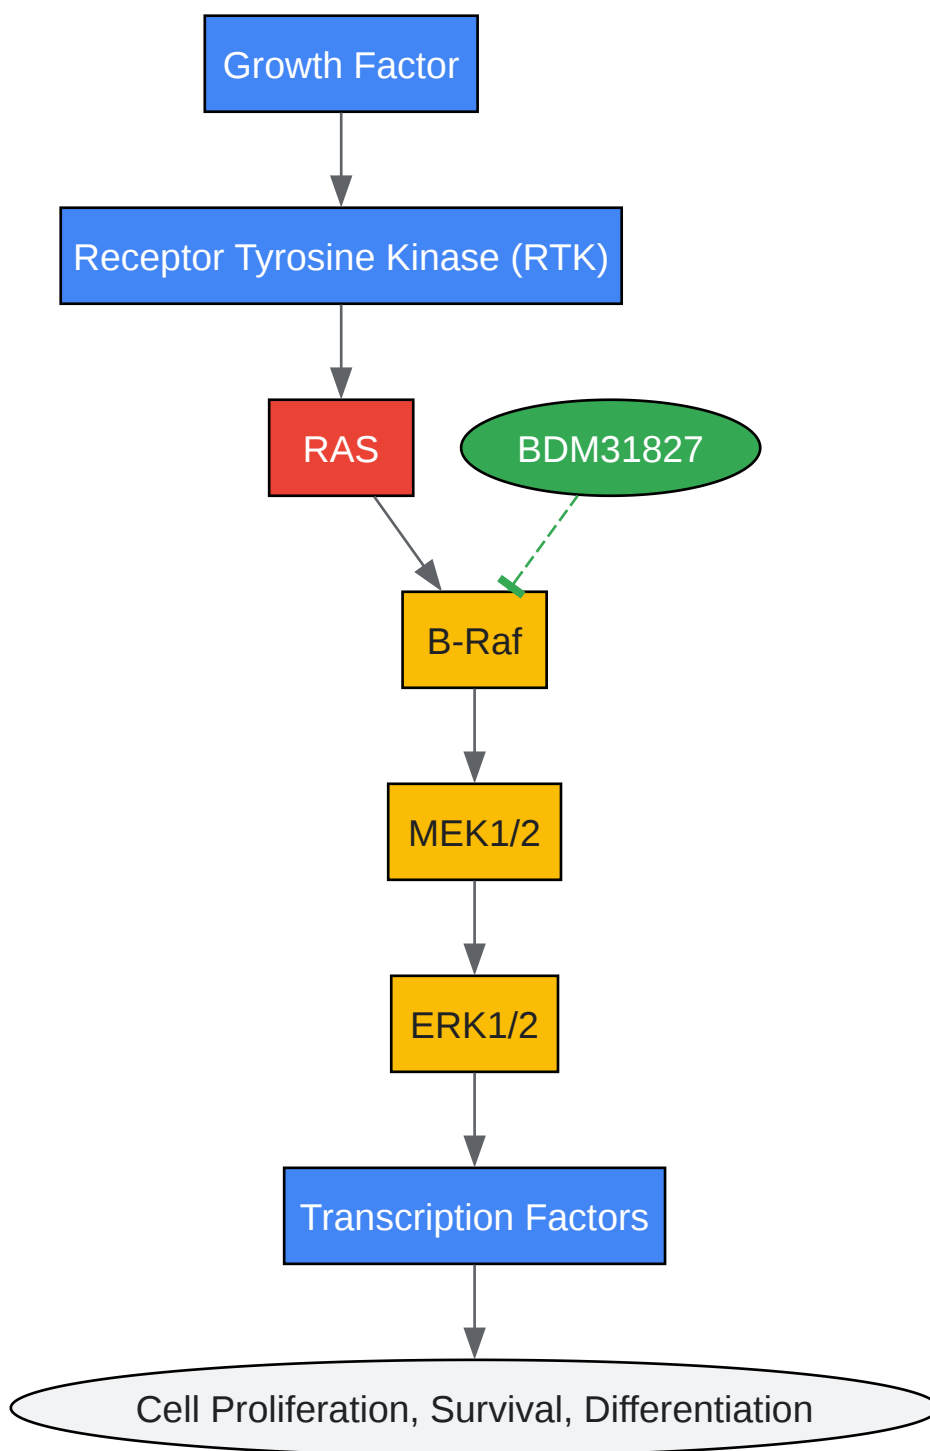 Growth Factor
Receptor Tyrosine Kinase (RTK)
RAS
BDM31827
B-Raf
MEK1/2
ERK1/2
Transcription Factors
Cell Proliferation, Survival, Differentiation